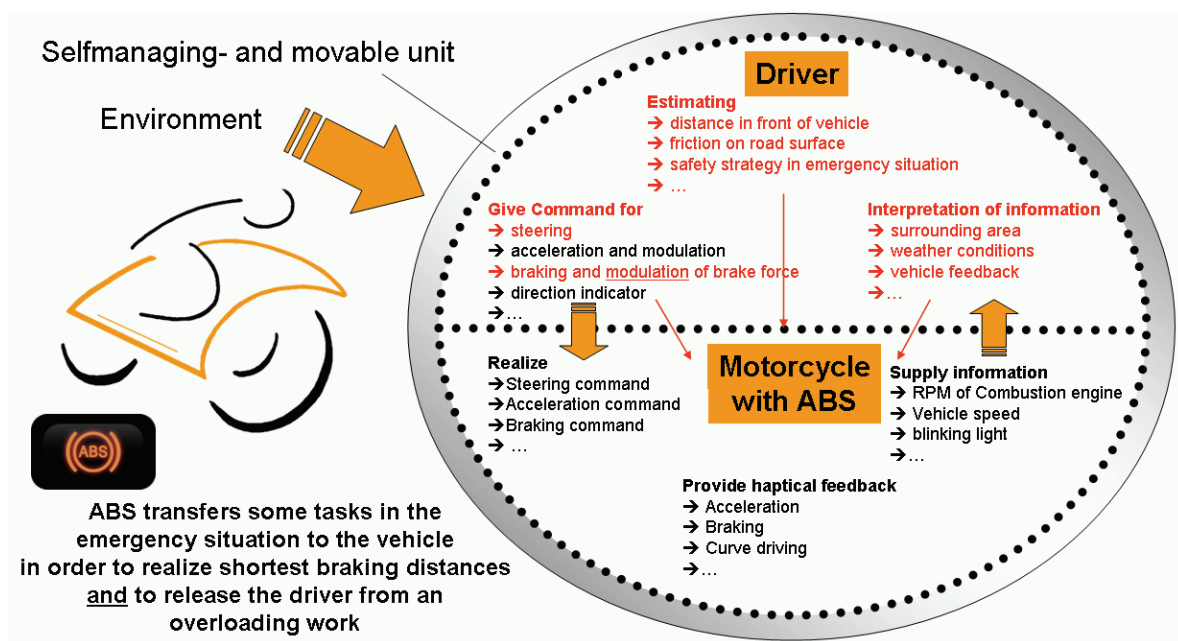 Selfmanaging- and movable unit
Environment
Driver
Estimating
→ distance in front of vehicle
→ friction on road surface
→ safety strategy in emergency situation
→ ...
Give Command for
→ steering
→ acceleration and modulation
→ braking and modulation of brake force
→ direction indicator
→...
Interpretation of information
→ surrounding area
→ weather conditions
→ vehicle feedback
→...
Realize
→Steering command
→Acceleration command
→Braking command
→ ...
Motorcycle
with ABS
Supply information
→ RPM of Combustion engine
→ Vehicle speed
→ blinking light
→...
Provide haptical feedback
→ Acceleration
→ Braking
→ Curve driving
→...
ABS
ABS transfers some tasks in the
emergency situation to the vehicle
in order to realize shortest braking distances
and to release the driver from an
overloading work